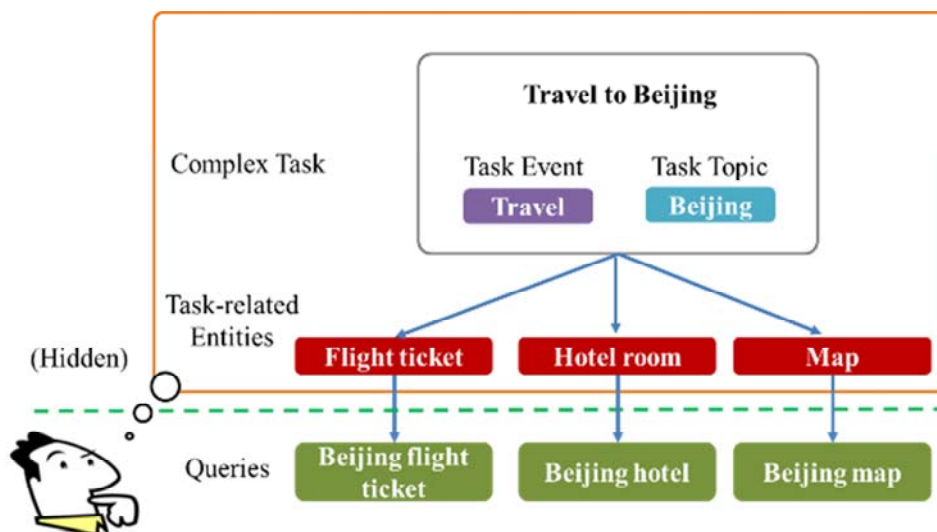 Travel to Beijing
Complex Task
Task Event
Task Topic
Travel
Beijing
Task-related
Entities
(Hidden)
Flight ticket
Hotel room
Map
Queries
Beijing flight
ticket
Beijing hotel
Beijing map